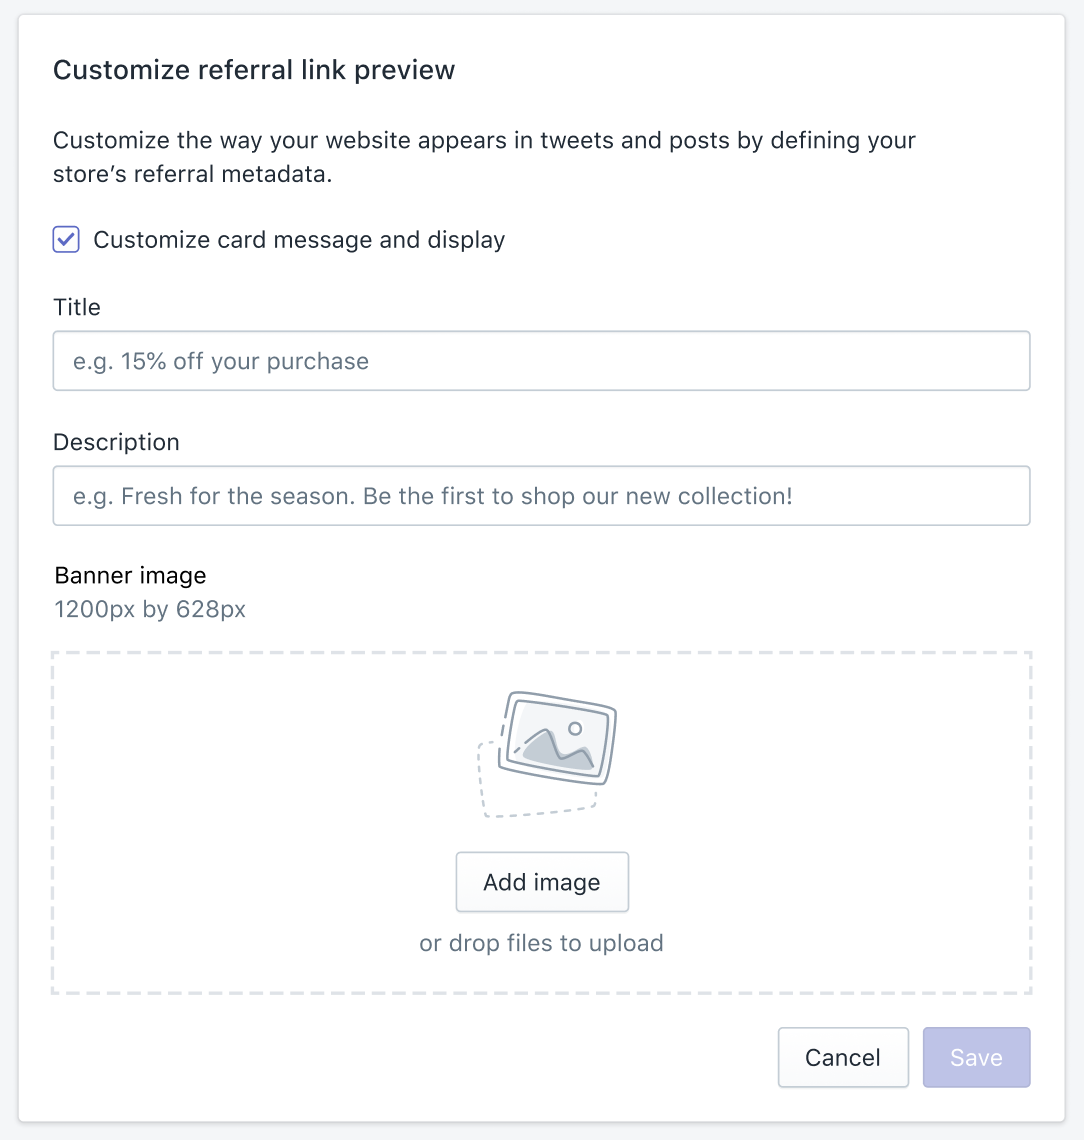 Customize referral link preview
Customize the way your website appears in tweets and posts by defining your
store’s referral metadata.
Customize card message and display
Title
e.g. 15% off your purchase
Description
e.g. Fresh for the season. Be the first to shop our new collection!
Banner image
1200px by 628px
Add image
or drop files to upload
Cancel
Save